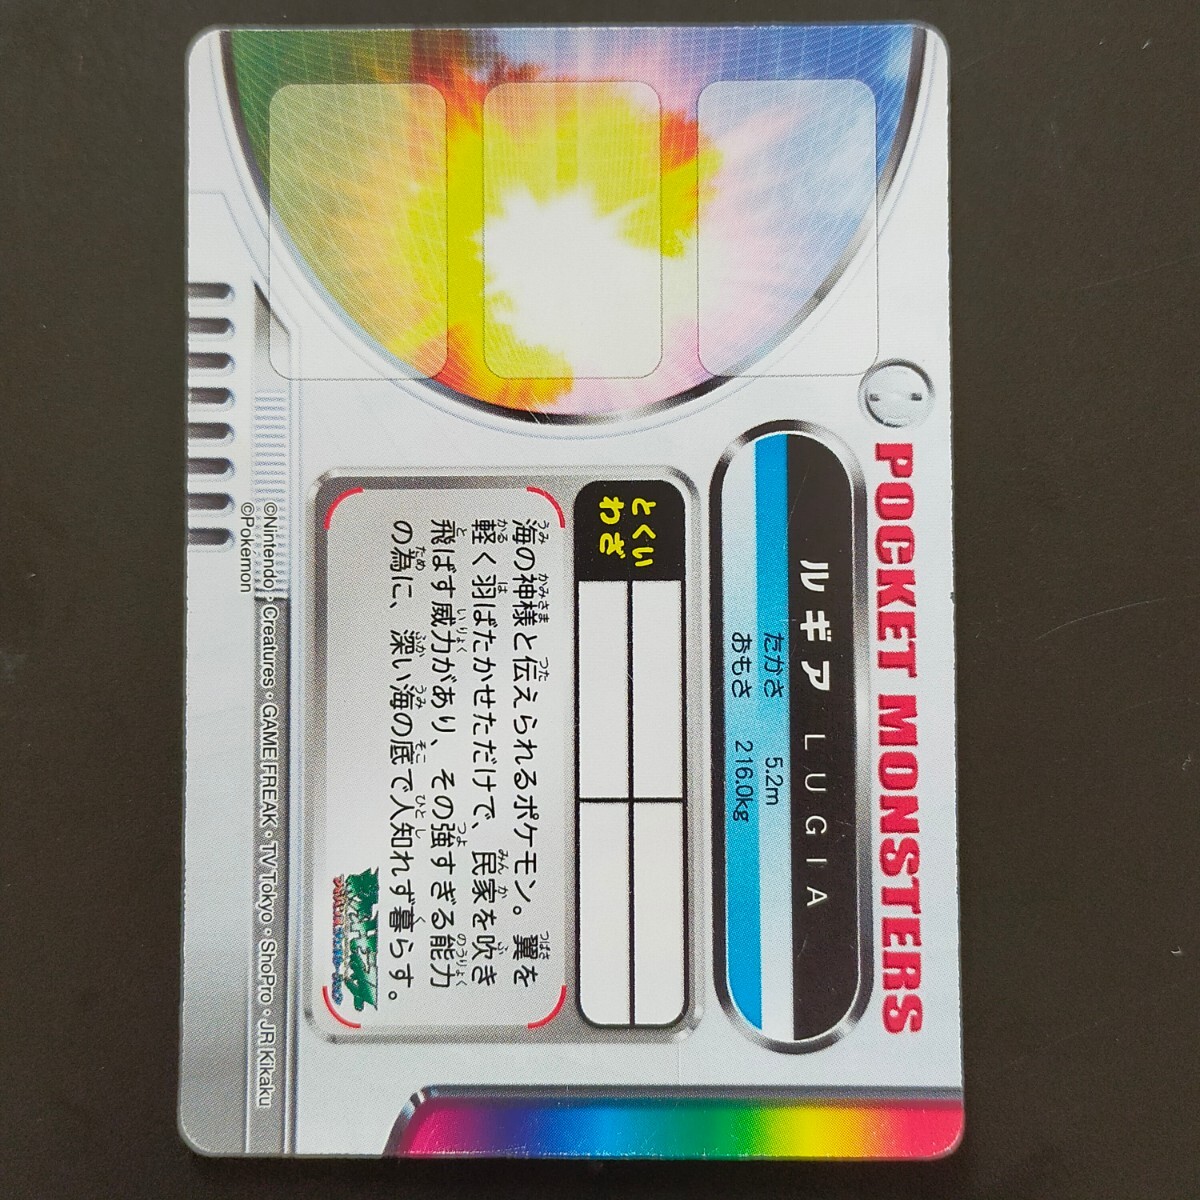 POCKET MONSTERS
ルギア LUGIA
たかさ 5.2m
おもさ 216.0kg
とくい
わざ
海の神様と伝えられるポケモン。翼を
軽く羽ばたかせただけで、民家を吹き
飛ばす威力があり、その強すぎる能力
の為に、深い海の底で人知れず暮らす。
©Nintendo・Creatures・GAME FREAK・TV Tokyo・ShoPro・JR Kikaku
©Pokémon